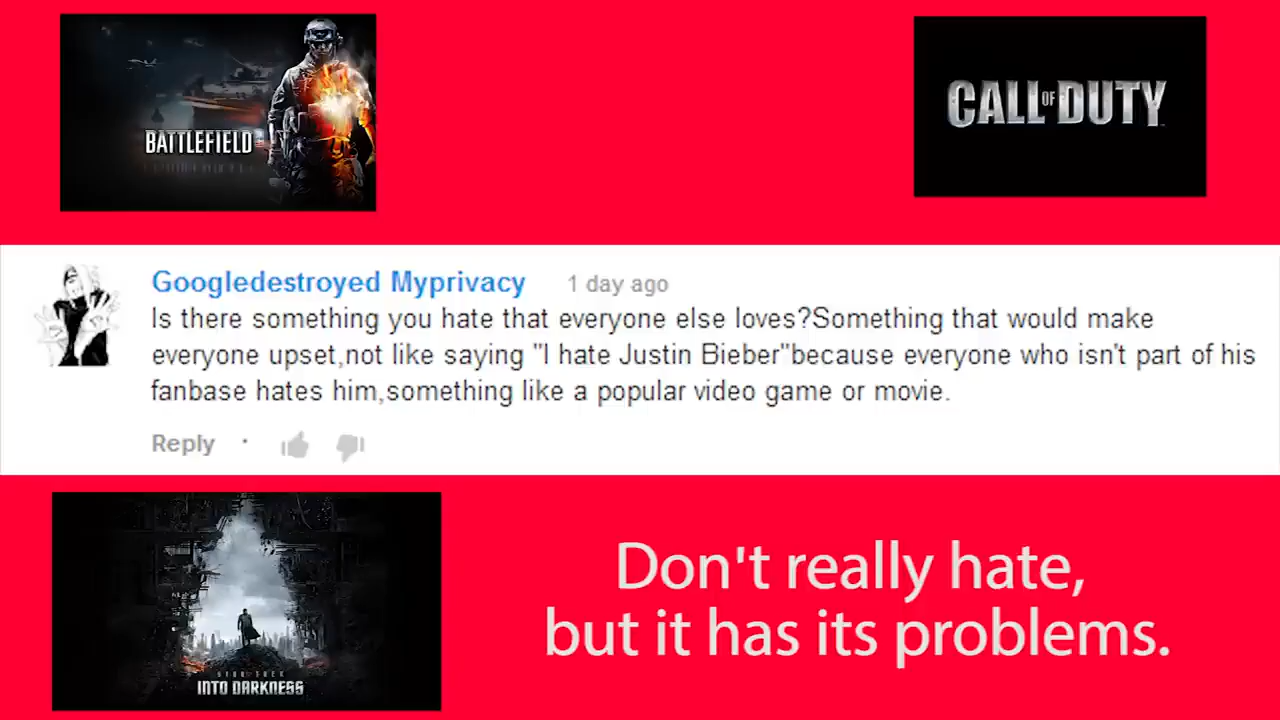 BATTLEFIELD
CALL OF DUTY
Googledestroyed Myprivacy 1 day ago
Is there something you hate that everyone else loves?Something that would make
everyone upset,not like saying "I hate Justin Bieber"because everyone who isn't part of his
fanbase hates him,something like a popular video game or movie.
Reply ·
STAR TREK
INTO DARKNESS
Don't really hate,
but it has its problems.